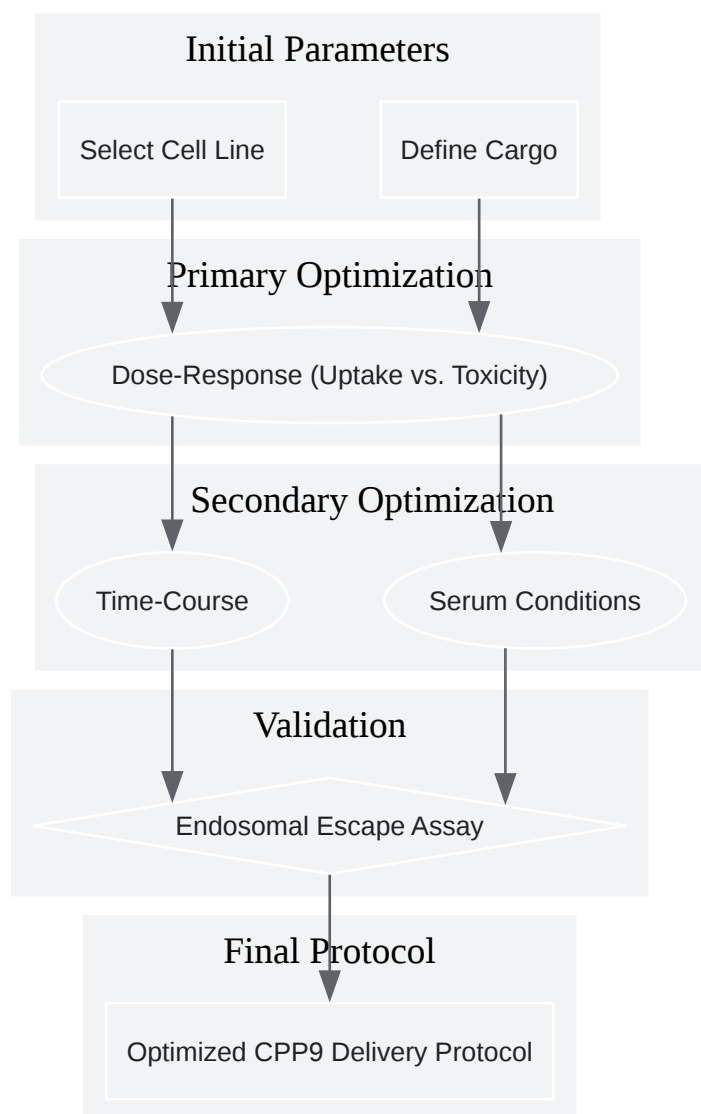 Initial Parameters
Select Cell Line
Define Cargo
Primary Optimization
Dose-Response (Uptake vs. Toxicity)
Secondary Optimization
Time-Course
Serum Conditions
Validation
Endosomal Escape Assay
Final Protocol
Optimized CPP9 Delivery Protocol